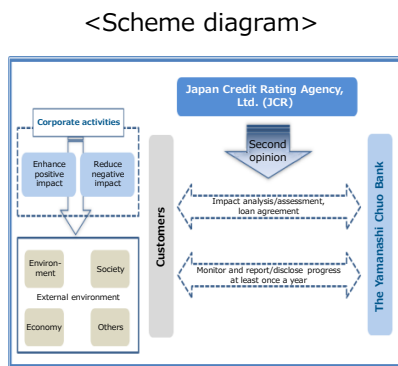 <Scheme diagram>
Japan Credit Rating Agency,
Ltd. (JCR)
Corporate activities
Enhance
positive
impact
Reduce
negative
impact
Second
opinion
Customers
The Yamanashi Chuo Bank
Impact analysis/assessment,
loan agreement
Monitor and report/disclose progress
at least once a year
Environ-
ment
Society
External environment
Economy
Others